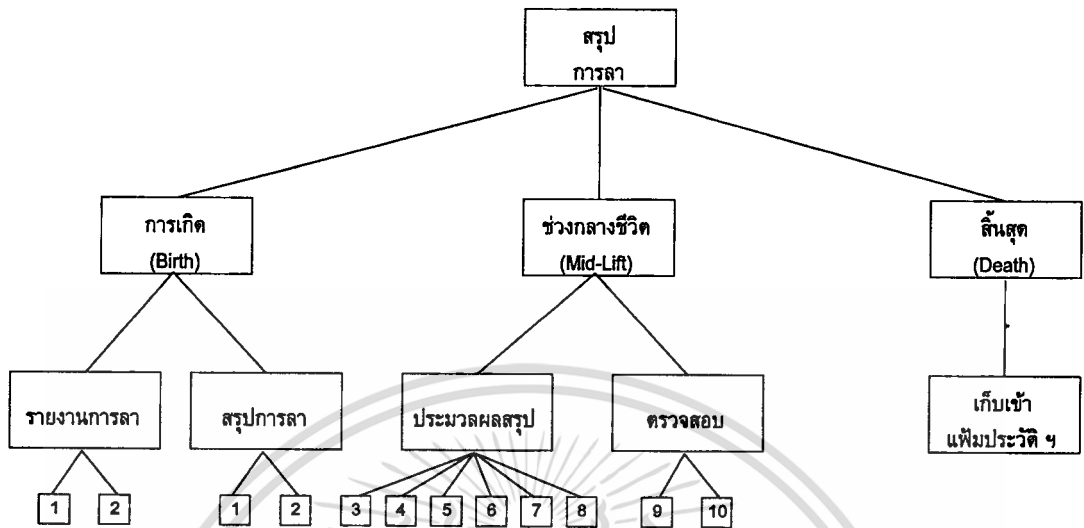 สรุป
การลา
การเกิด
(Birth)
ช่วงกลางชีวิต
(Mid-Lift)
สิ้นสุด
(Death)
รายงานการลา
สรุปการลา
ประมวลผลสรุป
ตรวจสอบ
เก็บเข้า
แฟ้มประวัติ ฯ
1 2 1 2 3 4 5 6 7 8 9 10